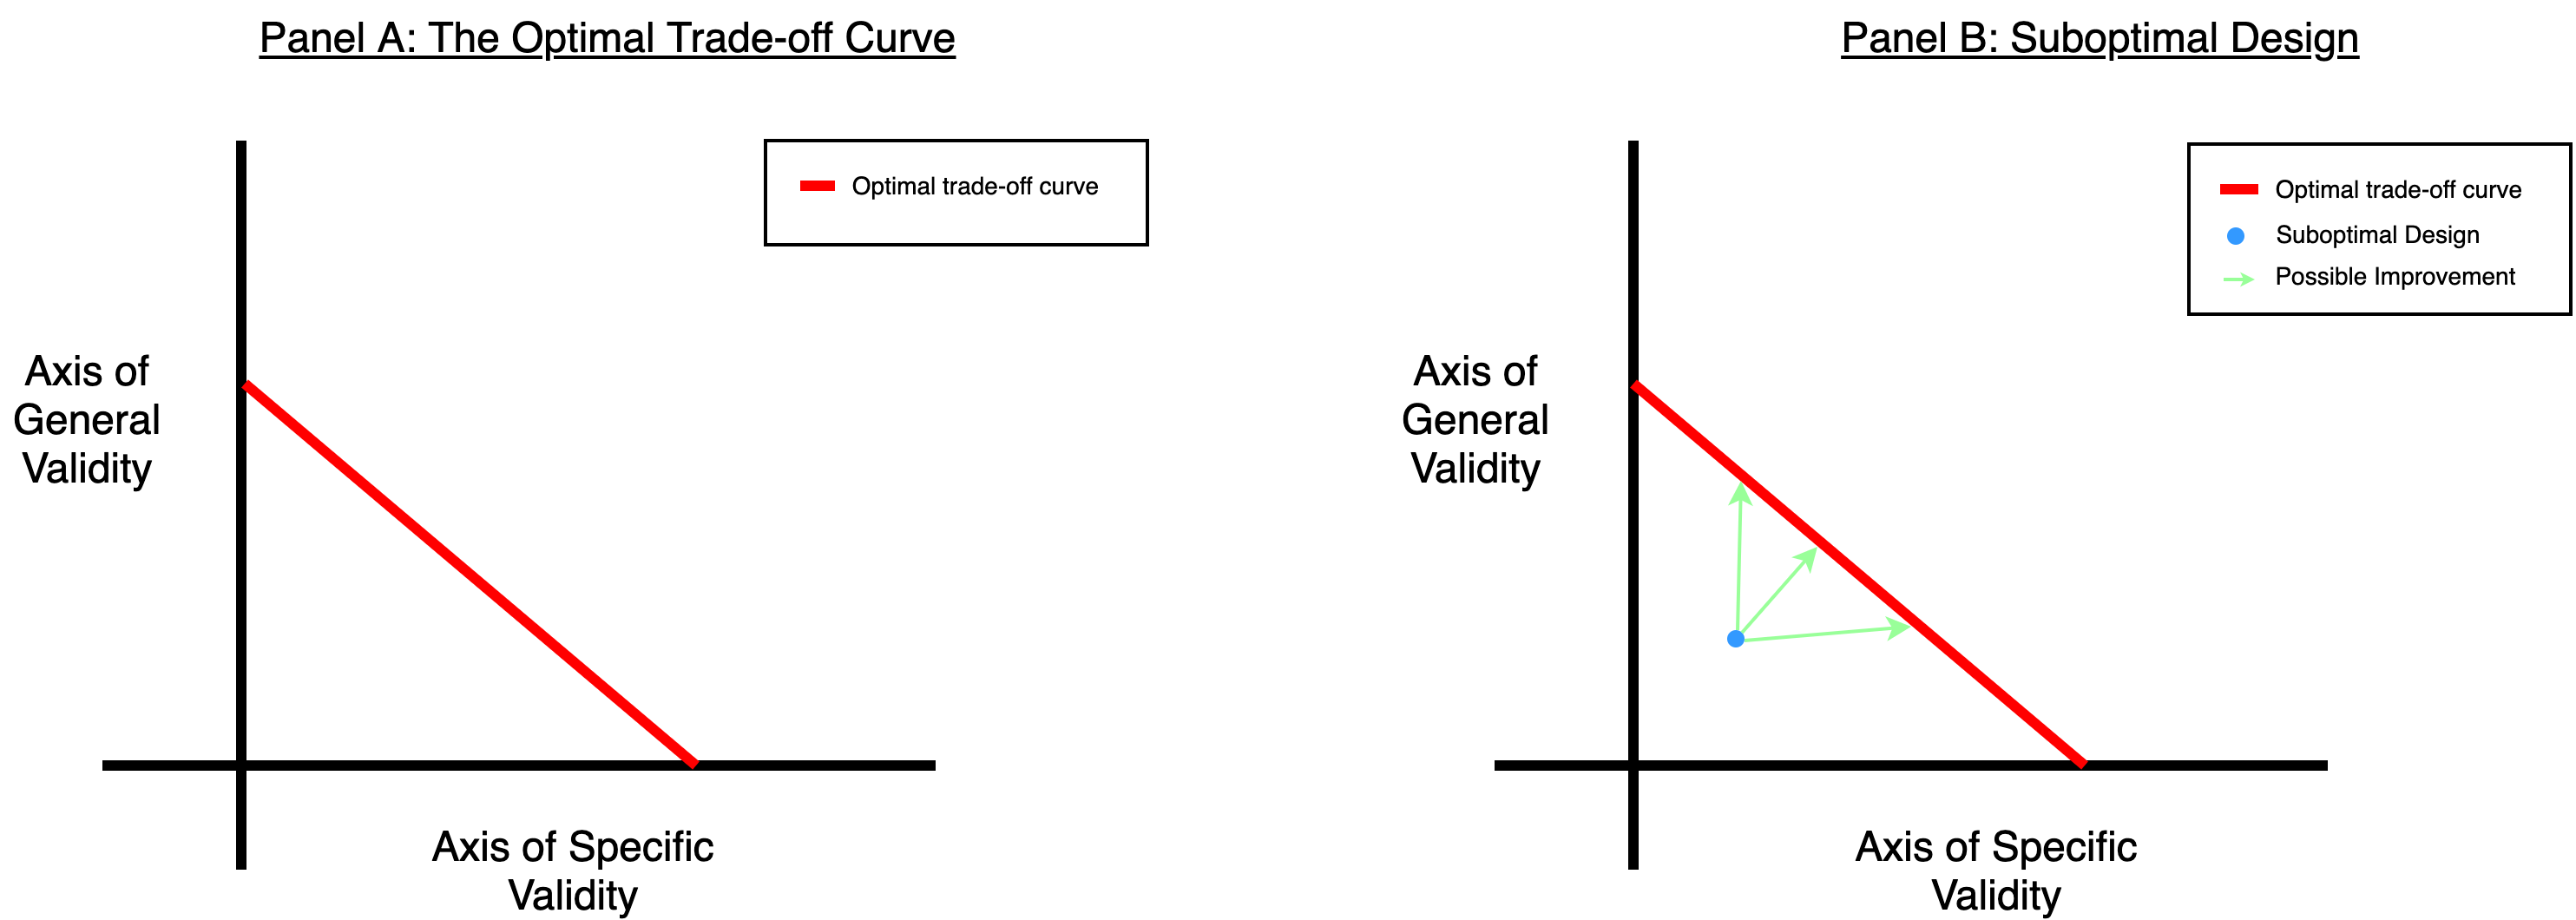 Panel A: The Optimal Trade-off Curve
Optimal trade-off curve
Axis of
General
Validity
Axis of Specific
Validity
Panel B: Suboptimal Design
Optimal trade-off curve
Suboptimal Design
Possible Improvement
Axis of
General
Validity
Axis of Specific
Validity